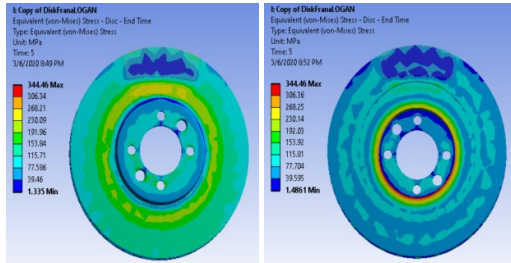 I: Copy of DiskFranaLOGAN
Equivalent (von-Mises) Stress - Disc - End Time
Type: Equivalent (von-Mises) Stress
Unit: MPa
Time: 5
3/6/2020 8:49 PM
344.46 Max
306.34
268.21
230.09
191.96
153.84
115.71
77.586
39.46
1.335 Min
I: Copy of DiskFranaLOGAN
Equivalent (von-Mises) Stress - Disc - End Time
Type: Equivalent (von-Mises) Stress
Unit: MPa
Time: 5
3/6/2020 8:52 PM
344.46 Max
306.36
268.25
230.14
192.03
153.92
115.81
77.704
39.595
1.4861 Min